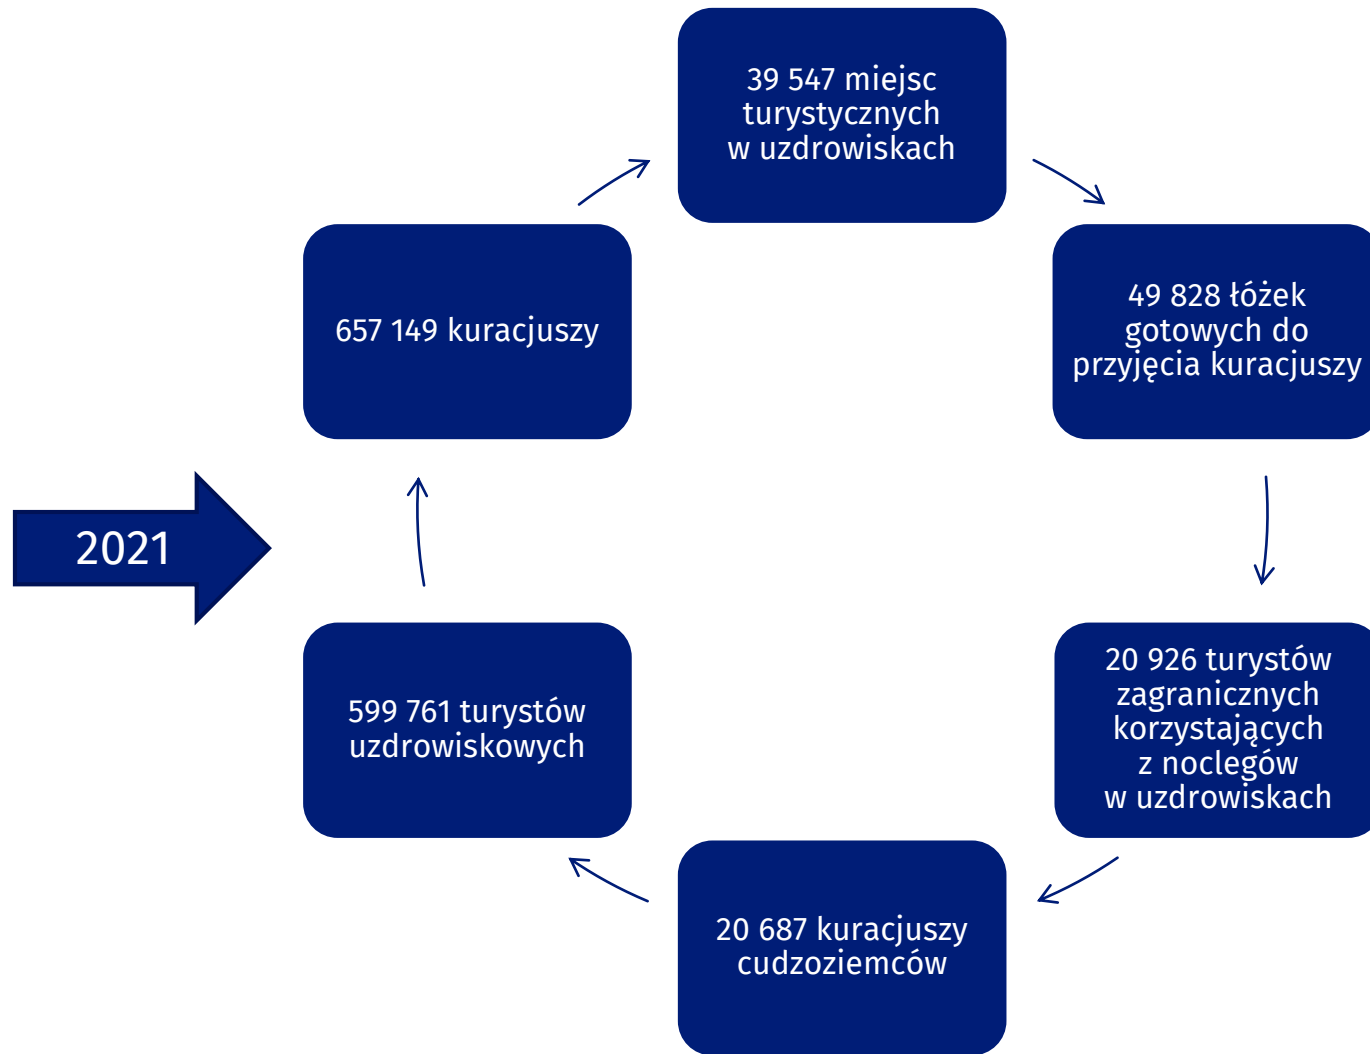 39 547 miejsc
turystycznych
w uzdrowiskach
49 828 łóżek
gotowych do
przyjęcia kuracjuszy
20 926 turystów
zagranicznych
korzystających
z noclegów
w uzdrowiskach
20 687 kuracjuszy
cudzoziemców
599 761 turystów
uzdrowiskowych
657 149 kuracjuszy
2021